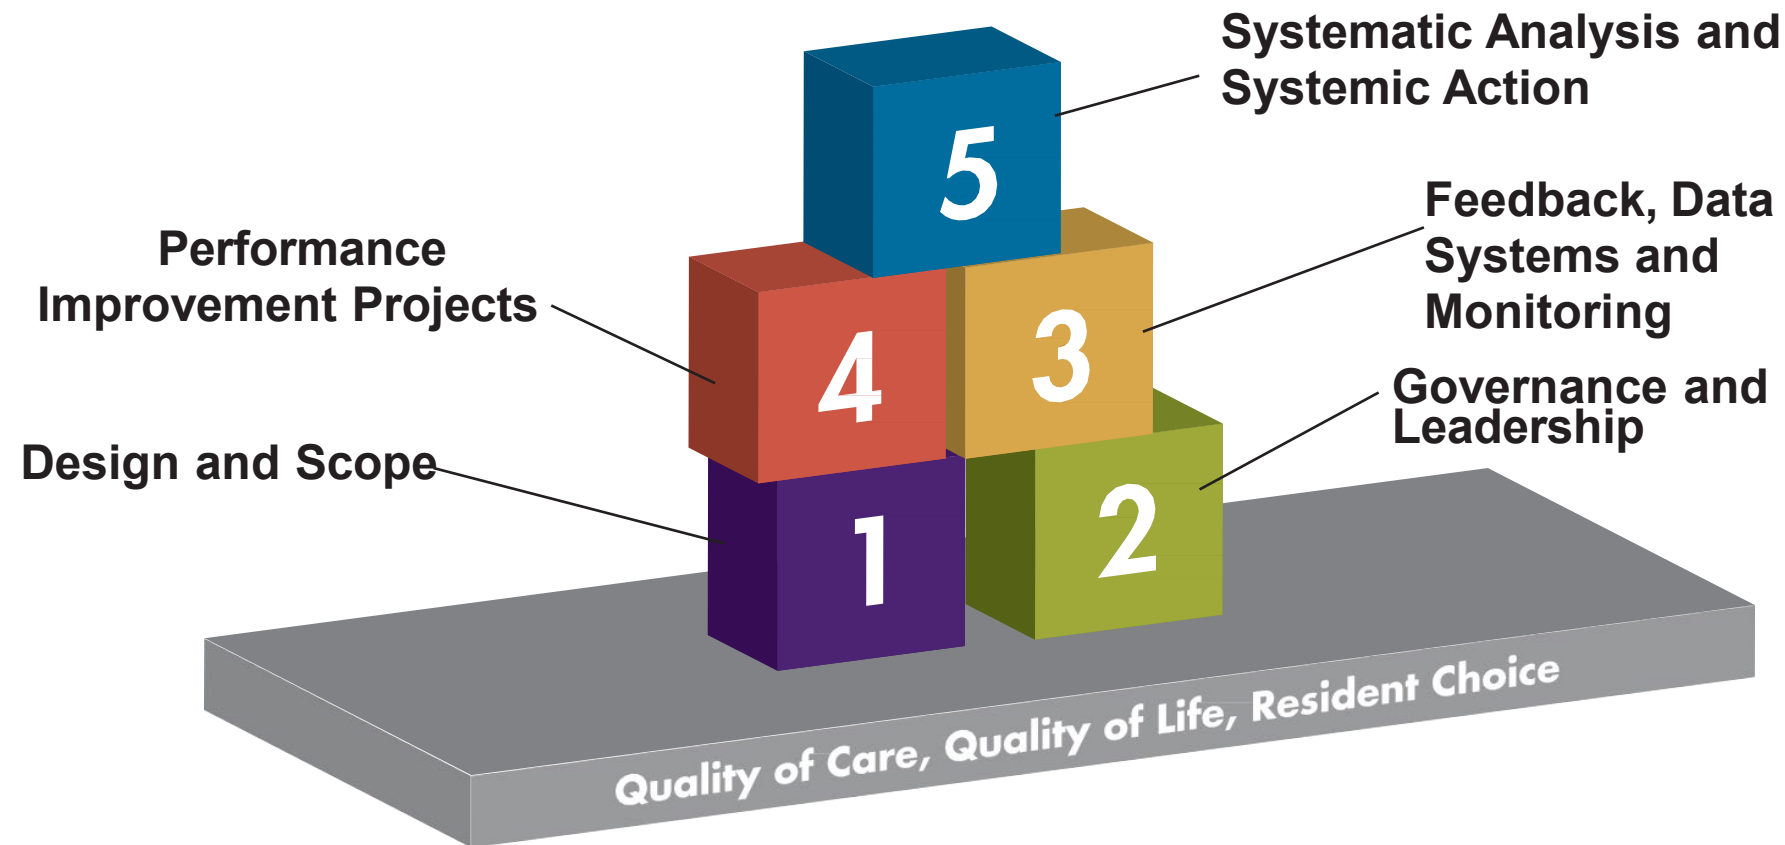 Systematic Analysis and
Systemic Action
5
Feedback, Data
Systems and
Monitoring
Performance
Improvement Projects
4
3
Governance and
Leadership
Design and Scope
1
2
Quality of Care, Quality of Life, Resident Choice